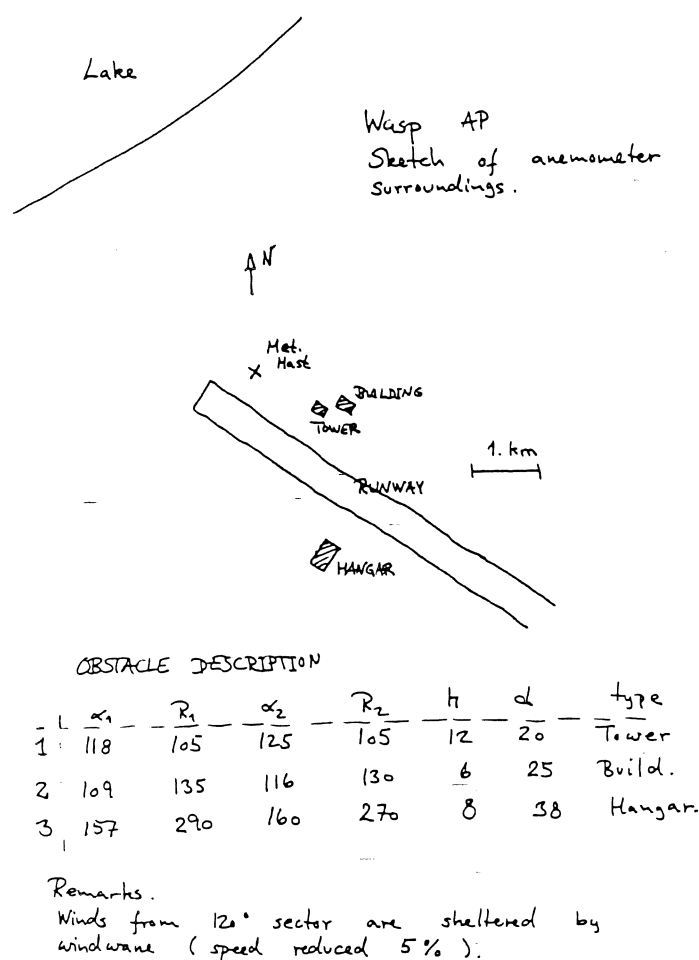 Lake
Wasp AP
Sketch of anemometer
surroundings.
N
Met.
Mast
BUALDING
TOWER
1. km
RUNWAY
HANGAR
OBSTACLE DESCRIPTION
α1 R1 α2 R2 h d type
1 118 105 125 105 12 20 Tower
2 109 135 116 130 6 25 Build.
3 157 290 160 270 8 38 Hangar.
Remarks.
Winds from 120° sector are sheltered by
windwane (speed reduced 5% ).